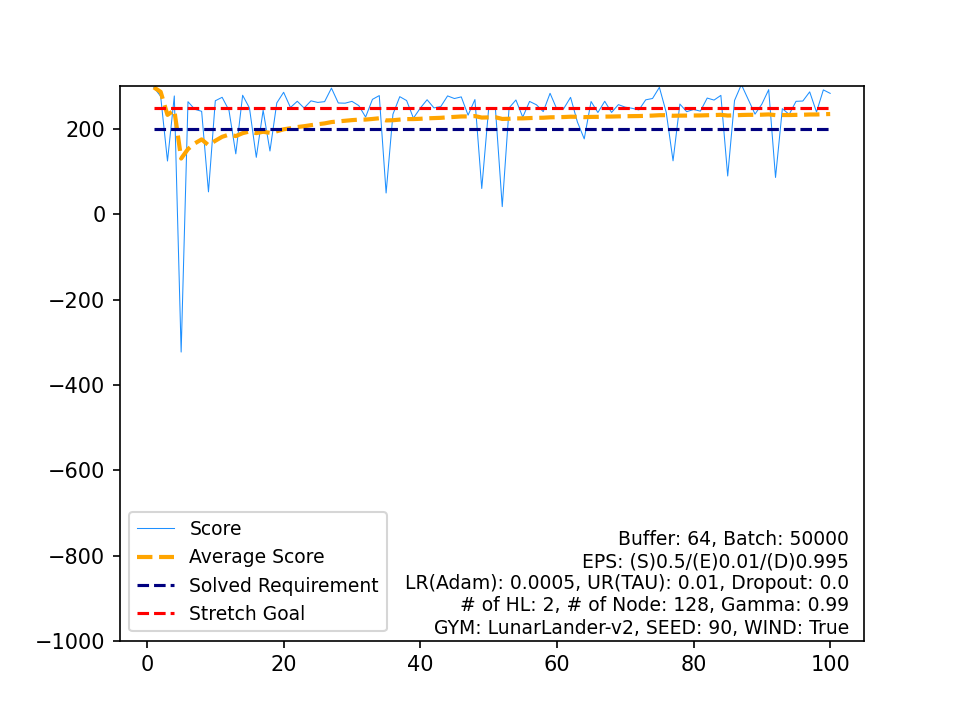 200
0
−200
−400
−600
−800
−1000
0
20
40
60
80
100
Score
Average Score
Solved Requirement
Stretch Goal
Buffer: 64, Batch: 50000
EPS: (S)0.5/(E)0.01/(D)0.995
LR(Adam): 0.0005, UR(TAU): 0.01, Dropout: 0.0
# of HL: 2, # of Node: 128, Gamma: 0.99
GYM: LunarLander-v2, SEED: 90, WIND: True